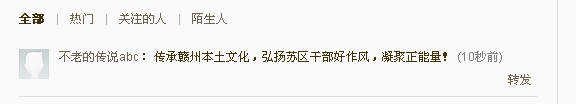 全部 | 热门 | 关注的人 | 陌生人
不老的传说abc：传承赣州本土文化，弘扬苏区干部好作风，凝聚正能量！ (10秒前)
转发